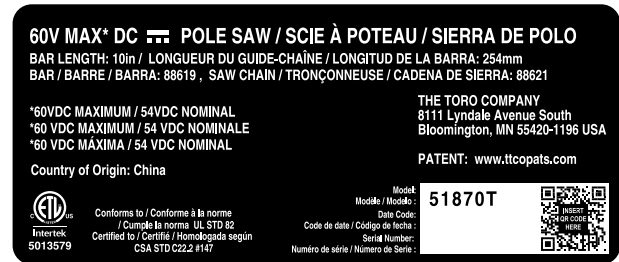 60V MAX* DC POLE SAW / SCIE À POTEAU / SIERRA DE POLO
BAR LENGTH: 10in / LONGUEUR DU GUIDE-CHAÎNE / LONGITUD DE LA BARRA: 254mm
BAR / BARRE / BARRA: 88619 , SAW CHAIN / TRONÇONNEUSE / CADENA DE SIERRA: 88621
*60VDC MAXIMUM / 54VDC NOMINAL
*60 VDC MAXIMUM / 54 VDC NOMINALE
*60 VDC MÁXIMA / 54 VDC NOMINAL
Country of Origin: China
THE TORO COMPANY
8111 Lyndale Avenue South
Bloomington, MN 55420-1196 USA
PATENT: www.ttcopats.com
C ETL US
Intertek
5013579
Conforms to / Conforme à la norme
/ Cumple la norma UL STD 82
Certified to / Certifié / Homologada según
CSA STD C22.2 #147
Model:
Modèle / Modelo :
Date Code:
Code de date / Código de fecha :
Serial Number:
Numéro de série / Número de Serie :
51870T
INSERT
QR CODE
HERE